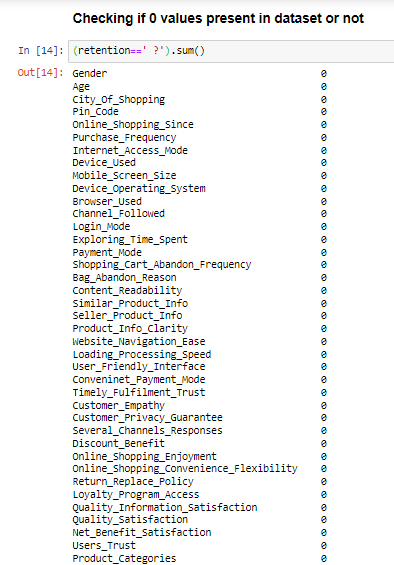 Checking if 0 values present in dataset or not
In [14]: (retention==' ?').sum()
Out[14]: Gender 0
Age 0
City_Of_Shopping 0
Pin_Code 0
Online_Shopping_Since 0
Purchase_Frequency 0
Internet_Access_Mode 0
Device_Used 0
Mobile_Screen_Size 0
Device_Operating_System 0
Browser_Used 0
Channel_Followed 0
Login_Mode 0
Exploring_Time_Spent 0
Payment_Mode 0
Shopping_Cart_Abandon_Frequency 0
Bag_Abandon_Reason 0
Content_Readability 0
Similar_Product_Info 0
Seller_Product_Info 0
Product_Info_Clarity 0
Website_Navigation_Ease 0
Loading_Processing_Speed 0
User_Friendly_Interface 0
Conveninet_Payment_Mode 0
Timely_Fulfilment_Trust 0
Customer_Empathy 0
Customer_Privacy_Guarantee 0
Several_Channels_Responses 0
Discount_Benefit 0
Online_Shopping_Enjoyment 0
Online_Shopping_Convenience_Flexibility 0
Return_Replace_Policy 0
Loyalty_Program_Access 0
Quality_Information_Satisfaction 0
Quality_Satisfaction 0
Net_Benefit_Satisfaction 0
Users_Trust 0
Product_Categories 0